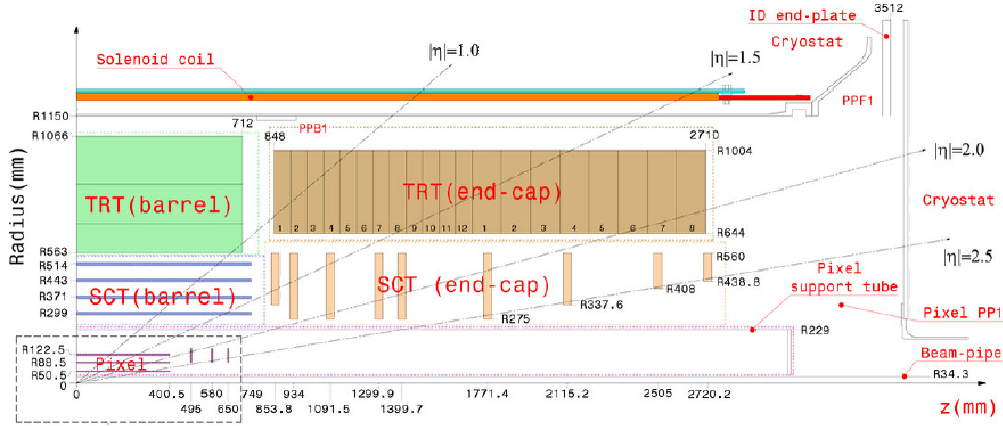 3512
ID end-plate
Cryostat
|η|=1.0
|η|=1.5
Solenoid coil
PPF1
R1150
712
PPB1
R1066
848
2710
R1004
|η|=2.0
TRT(barrel)
TRT(end-cap)
Cryostat
Radius(mm)
1 2 3 4 5 6 7 8 9 10 11 12 1 2 3 4 5 6 7 8
R644
R563
R560
|η|=2.5
R514
R443
R438.8
R408
SCT(barrel)
SCT (end-cap)
Pixel
support tube
R371
R337.6
R299
R275
Pixel PP1
R229
R122.5
R88.5
R50.5
Pixel
Beam-pipe
R34.3
0
400.5 580 749 934 1299.9 1771.4 2115.2 2505 2720.2
495 650 853.8 1091.5 1399.7
z(mm)